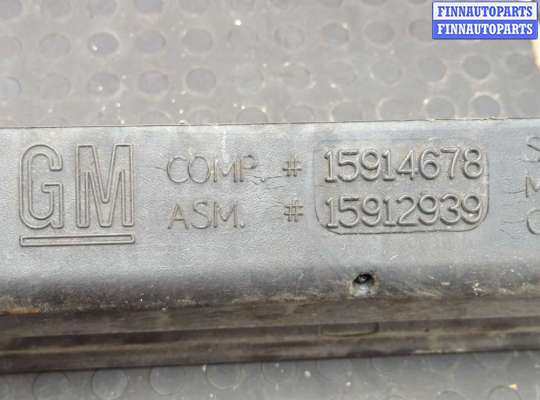 FINNAUTOPARTS
FINNAUTOPARTS
GM COMP. # 15914678
ASM. # 15912939